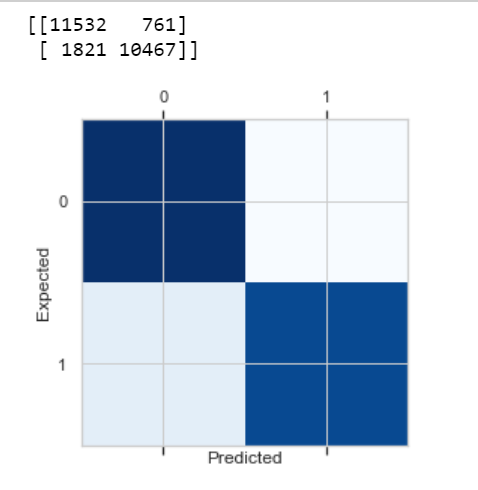 [[11532   761]
 [ 1821 10467]]
0 1
0
Expected
1
Predicted